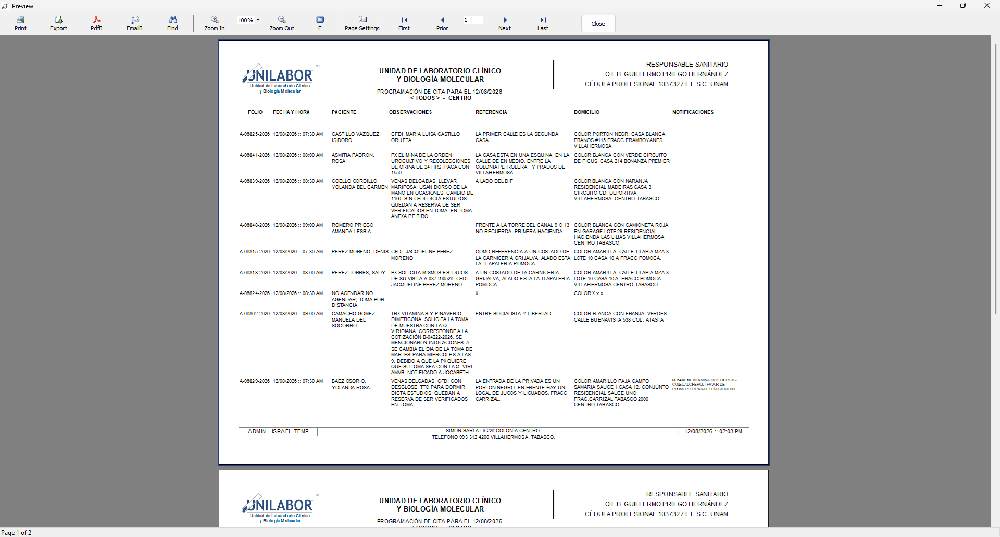 Preview
Print Export PdfB EmailB Find Zoom In 100% Zoom Out F Page Settings First Prior 1 Next Last Close
UNILABOR MR
Unidad de Laboratorio Clínico
y Biología Molecular
UNIDAD DE LABORATORIO CLÍNICO
Y BIOLOGÍA MOLECULAR
PROGRAMACIÓN DE CITA PARA EL 12/08/2026
< TODOS > - CENTRO
RESPONSABLE SANITARIO
Q.F.B. GUILLERMO PRIEGO HERNÁNDEZ
CÉDULA PROFESIONAL 1037327 F.E.S.C. UNAM
FOLIO FECHA Y HORA PACIENTE OBSERVACIONES REFERENCIA DOMICILIO NOTIFICACIONES
A-06825-2026 12/08/2026 :: 07:30 AM CASTILLO VAZQUEZ, CFDI: MARIA LUISA CASTILLO LA PRIMER CALLE ES LA SEGUNDA COLOR PORTON NEGR, CASA BLANCA
ISIDORO ORUETA CASA. EBANOS #115 FRACC FRAMBOYANES
VILLAHERMOSA
A-06841-2026 12/08/2026 :: 08:00 AM ASMITIA PADRON, PX ELIMINA DE LA ORDEN LA CASA ESTA EN UNA ESQUINA, EN LA COLOR BLANCA CON VERDE CIRCUITO
ROSA UROCULTIVO Y RECOLECCIONES CALLE DE EN MEDIO. ENTRE LA DE FICUS CASA 214 BONANZA PREMIER
DE ORINA DE 24 HRS. PAGA CON COLONIA PETROLERA Y PRADOS DE
1550 VILLAHERMOSA
A-06839-2026 12/08/2026 :: 08:30 AM COELLO GORDILLO, VENAS DELGADAS. LLEVAR A LADO DEL DIF COLOR BLANCA CON NARANJA
YOLANDA DEL CARMEN MARIPOSA. USAN DORSO DE LA RESIDENCIAL MADEIRAS CASA 3
MANO EN OCASIONES. CAMBIO DE CIRCUITO CD. DEPORTIVA
1100. SIN CFDI.DICTA ESTUDIOS: VILLAHERMOSA CENTRO TABASCO
QUEDAN A RESERVA DE SER
VERIFICADOS EN TOMA. EN TOMA
ANEXA PE TIRO.
A-06848-2026 12/08/2026 :: 09:00 AM ROMERO PRIEGO, FRENTE A LA TORRE DEL CANAL 9 O 13 COLOR BLANCA CON CAMIONETA ROJA
AMANDA LESBIA NO RECUERDA. PRIMERA HACIENDA EN GARAGE LOTE 29 RESIDENCIAL
HACIENDA LAS LILIAS VILLAHERMOSA
CENTRO TABASCO
A-06815-2026 12/08/2026 :: 07:30 AM PEREZ MORENO, DENIS CFDI: JACQUELINE PEREZ COMO REFERENCIA A UN COSTADO DE COLOR AMARILLA CALLE TILAPIA MZA 3
MORENO LA CARNICERIA GRIJALVA, ALADO ESTA LOTE 10 CASA 10 A FRACC POMOCA,
LA TLAPALERIA POMOCA
A-06818-2026 12/08/2026 :: 08:00 AM PEREZ TORRES, SADY PX SOLICITA MISMOS ESTDUIOS A UN COSTADO DE LA CARNICERIA COLOR AMARILLA CALLE TILAPIA MZA 3
DE SU VISITA A-037-260526, CFDI: GRIJALVA, ALADO ESTA LA TLAPALERIA LOTE 10 CASA 10 A FRACC POMOCA
JACQUELINE PEREZ MORENO POMOCA VILLAHERMOSA CENTRO TABASCO
A-06824-2026 12/08/2026 :: 08:30 AM NO AGENDAR NO X COLOR X x x
AGENDAR, TOMA POR
DISTANCIA
A-06802-2026 12/08/2026 :: 09:00 AM CAMACHO GOMEZ, TRX:VITAMINA S Y PINAVERIO ENTRE SOCIALISTA Y LIBERTAD COLOR BLANCA CON FRANJA VERDES
MANUELA DEL DIMETICONA. SOLICITA LA TOMA CALLE BUENAVISTA 538 COL. ATASTA
SOCORRO DE MUESTRA CON LA Q.
VIRIDIANA. CORRESPONDE A LA
COTIZACIÓN B-04222-2026. SE
MENCIONARON INDICACIONES. //
SE CAMBIA EL DIA DE LA TOMA DE
MARTES PARA MIERCOLES A LAS
9, DEBIDO A QUE LA PX QUIERE
QUE SU TOMA SEA CON LA Q. VIRI.
AMVB, NOTIFICADO A JOCABETH
A-06829-2026 12/08/2026 :: 07:30 AM BAEZ OSORIO, VENAS DELGADAS. CFDI CON LA ENTRADA DE LA PRIVADA ES UN COLOR AMARILLO PAJA CAMPO Q. KARENF VITAMINA D (25 HIDROXI -
YOLANDA ROSA DESGLOSE. TTO PARA DORMIR. PORTON NEGRO. EN FRENTE HAY UN SAMARIA SAUCE 1 CASA 12, CONJUNTO COLECALCIFEROL) FAVOR DE
DICTA ESTUDIOS: QUEDAN A LOCAL DE JUGOS Y LICUADOS. FRACC RESIDENCIAL SAUCE UNO PROMERTER PARA EL DÍA SIGUIENTE.
RESERVA DE SER VERIFICADOS CARRIZAL. FRAC.CARRIZAL TABASCO 2000
EN TOMA. CENTRO TABASCO
ADMIN - ISRAEL-TEMP SIMÓN SARLAT # 226 COLONIA CENTRO. 12/08/2026 :: 02:03 PM
TELÉFONO 993 312 4200 VILLAHERMOSA, TABASCO.
UNILABOR MR
Unidad de Laboratorio Clínico
y Biología Molecular
UNIDAD DE LABORATORIO CLÍNICO
Y BIOLOGÍA MOLECULAR
PROGRAMACIÓN DE CITA PARA EL 12/08/2026
< TODOS > - CENTRO
RESPONSABLE SANITARIO
Q.F.B. GUILLERMO PRIEGO HERNÁNDEZ
CÉDULA PROFESIONAL 1037327 F.E.S.C. UNAM
Page 1 of 2